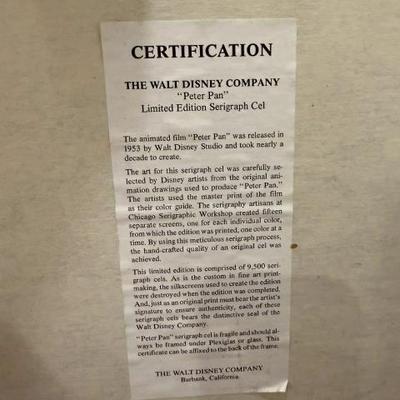 CERTIFICATION
THE WALT DISNEY COMPANY
"Peter Pan"
Limited Edition Serigraph Cel
The animated film "Peter Pan" was released in
1953 by Walt Disney Studio and took nearly a
decade to create.
The art for this serigraph cel was carefully se-
lected by Disney artists from the original ani-
mation drawings used to produce "Peter Pan."
The artists used the master print of the film
as their color guide. The serigraphy artisans at
Chicago Serigraphic Workshop created fifteen
separate screens, one for each individual color,
from which the edition was printed, one color at a
time. By using this meticulous serigraph process,
the hand-crafted quality of an original cel was
achieved.
This limited edition is comprised of 9,500 seri-
graph cels. As is the custom in fine art print-
making, the silkscreens used to create the edition
were destroyed when the edition was completed.
And, just as an original print must bear the artist's
signature to ensure authenticity, each of these
serigraph cels bears the distinctive seal of the
Walt Disney Company.
"Peter Pan" serigraph cel is fragile and should al-
ways be framed under Plexiglas or glass. This
certificate can be affixed to the back of the frame.
THE WALT DISNEY COMPANY
Burbank, California